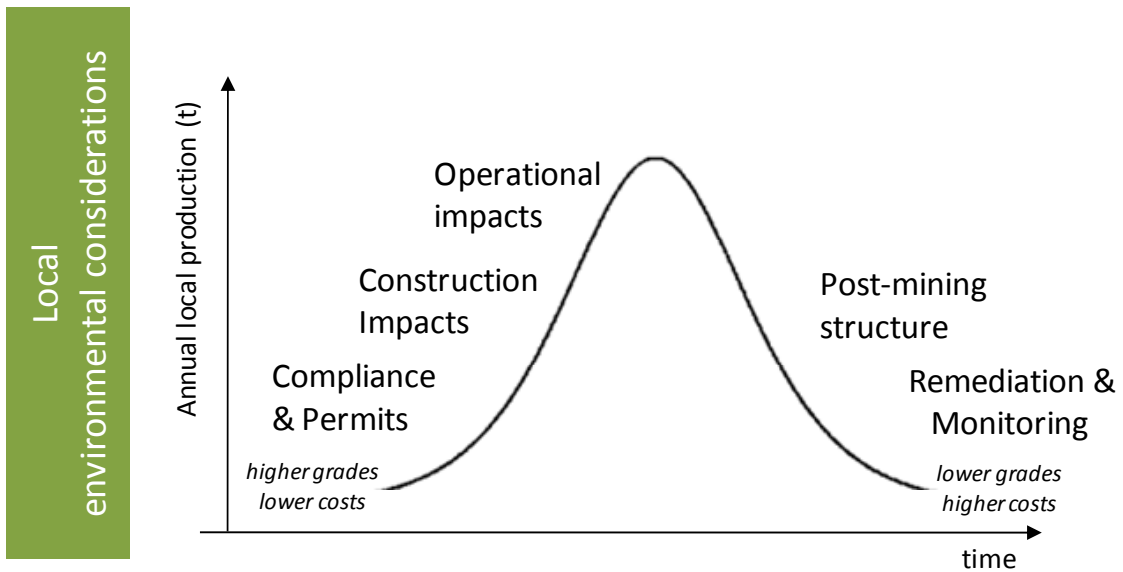 Local
environmental considerations
Annual local production (t)
Operational
impacts
Construction
Impacts
Compliance
& Permits
higher grades
lower costs
Post-mining
structure
Remediation &
Monitoring
lower grades
higher costs
time